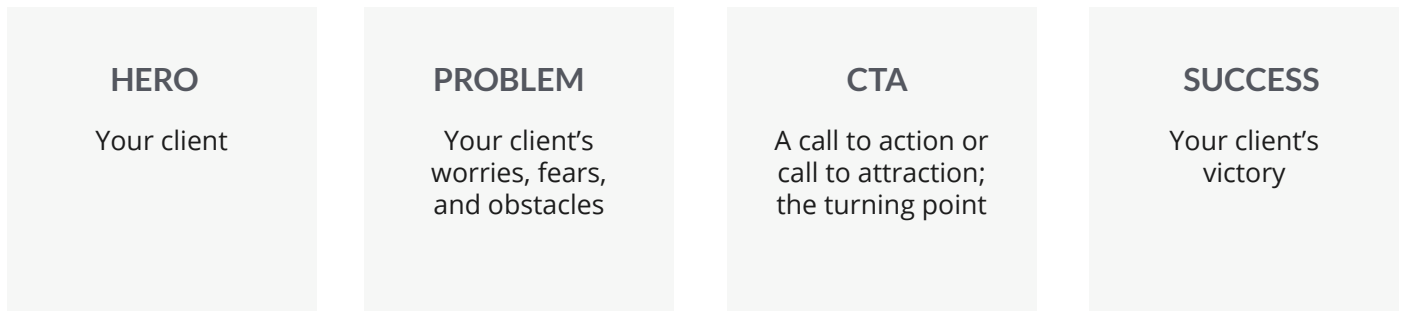 HERO
Your client
PROBLEM
Your client’s
worries, fears,
and obstacles
CTA
A call to action or
call to attraction;
the turning point
SUCCESS
Your client’s
victory